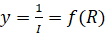 y = 1/I = f(R)